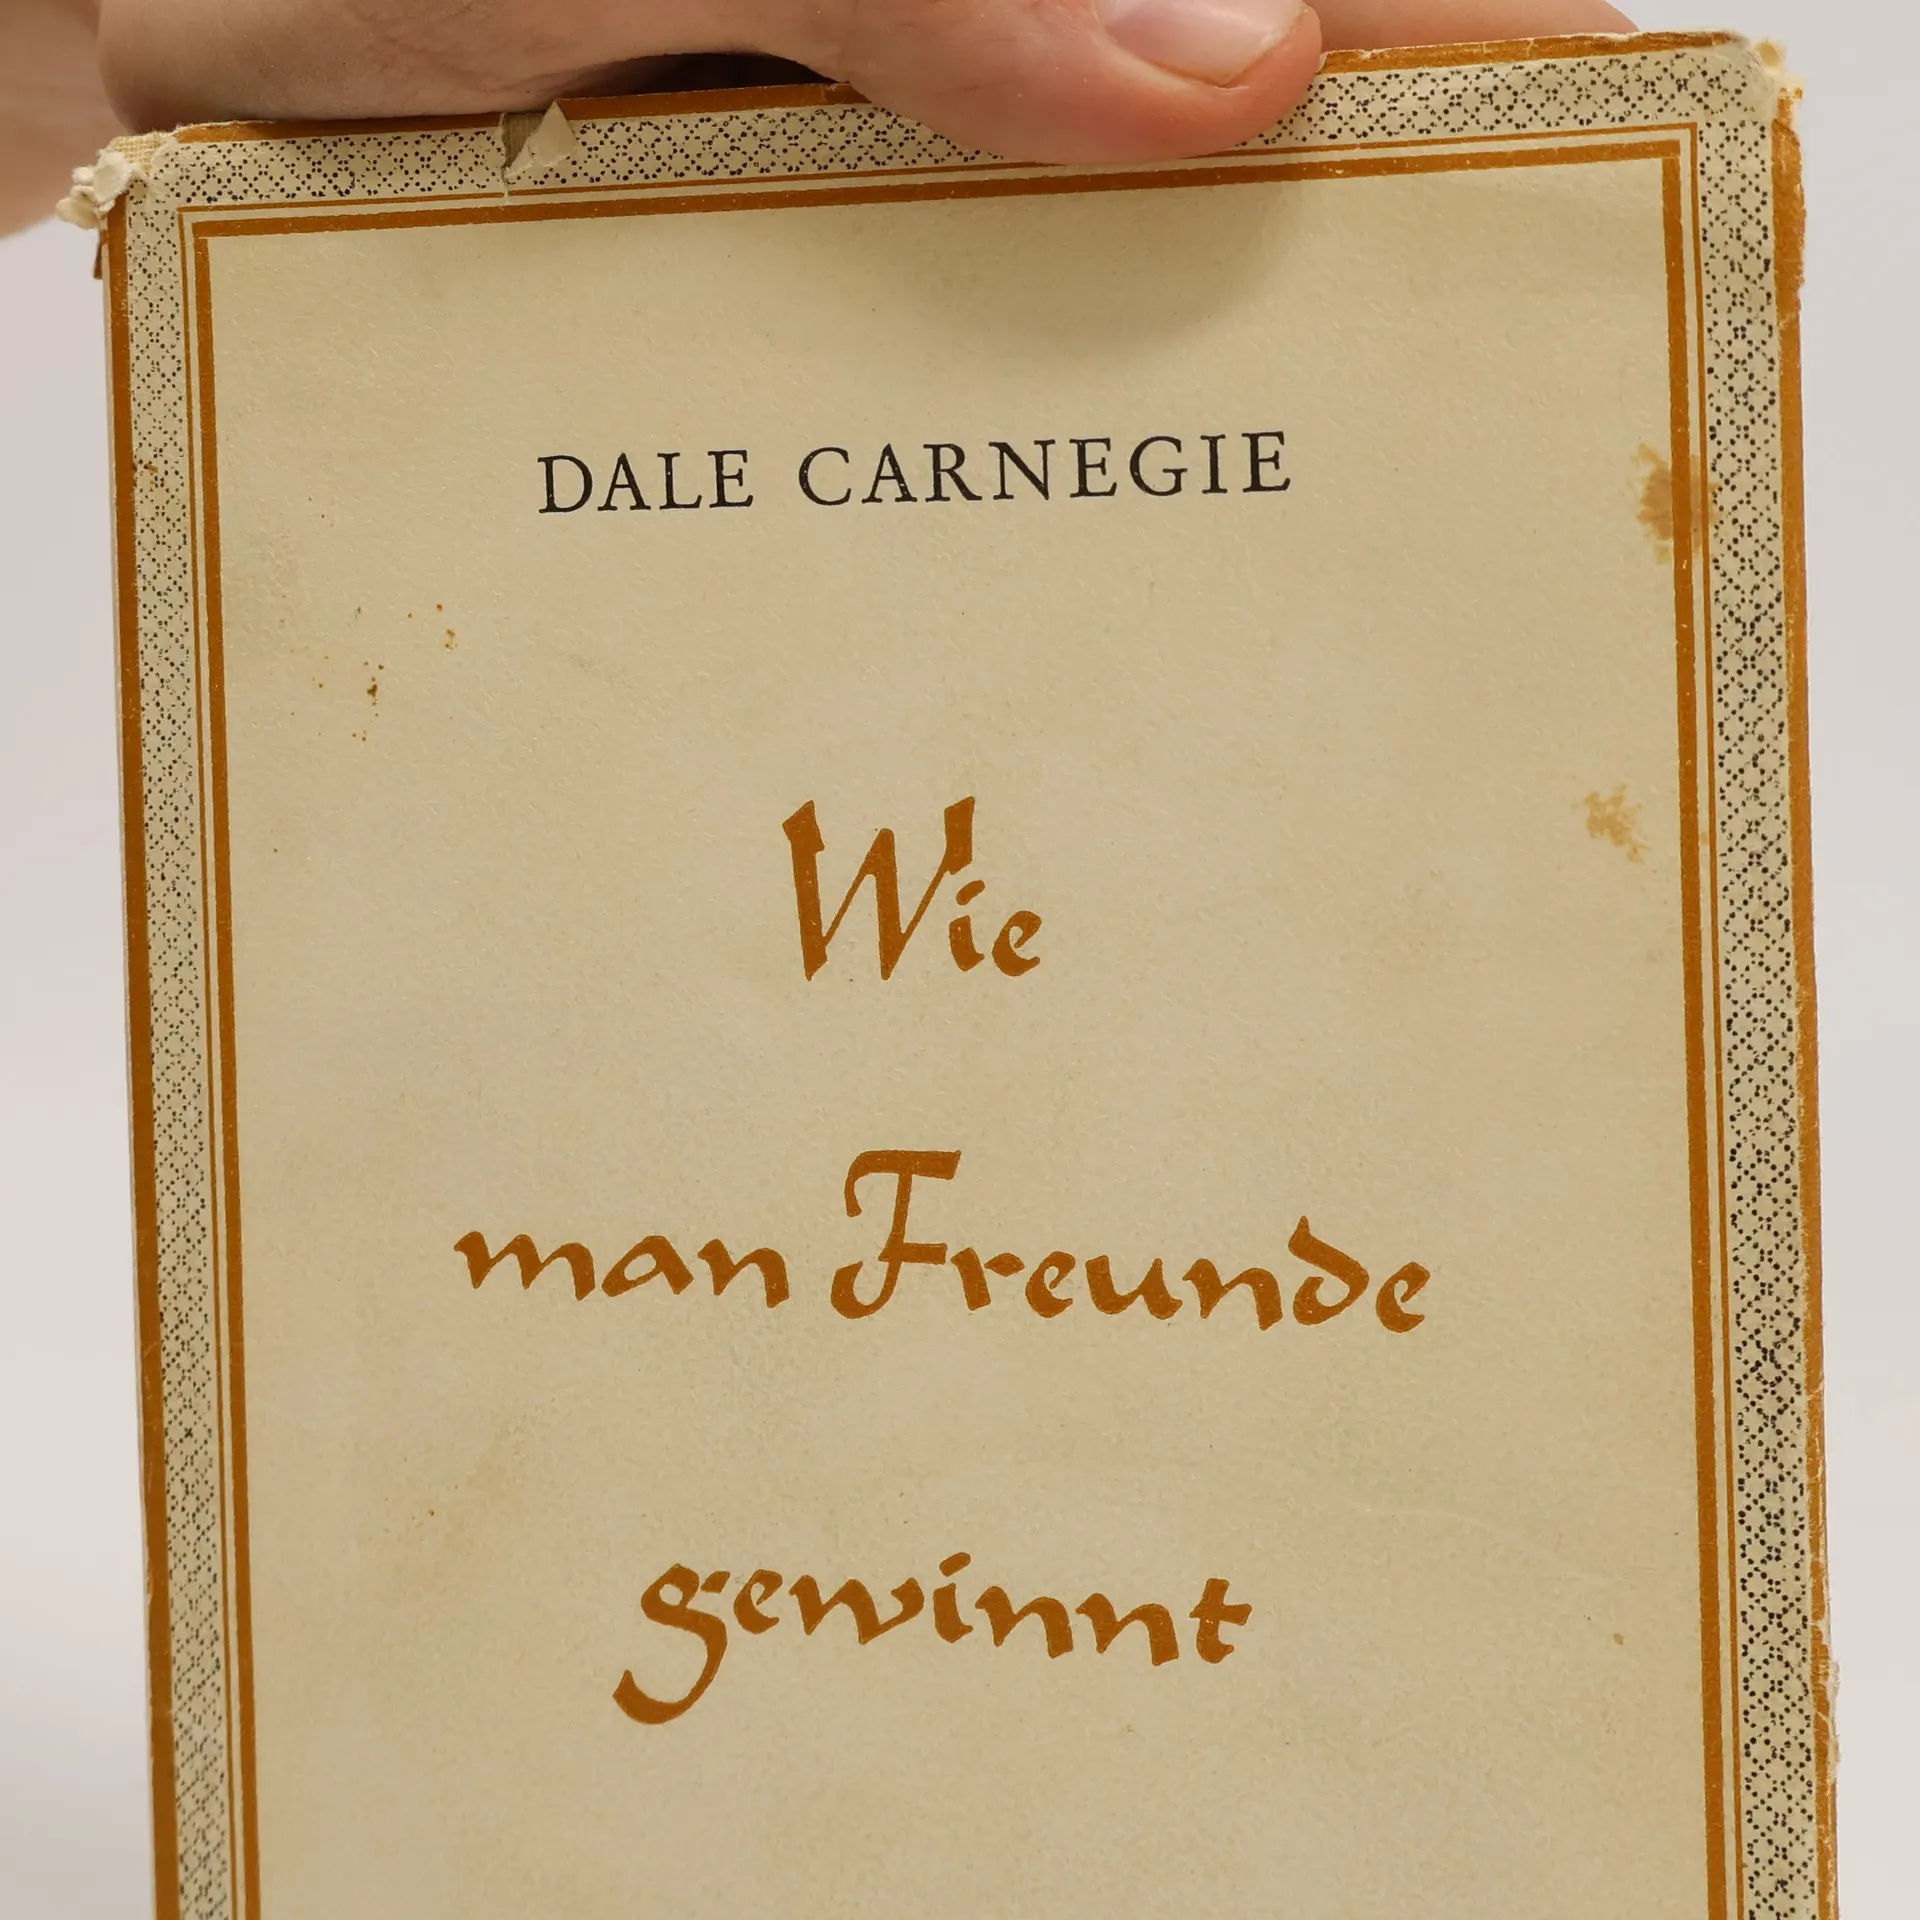 DALE CARNEGIE
Wie
man Freunde
gewinnt